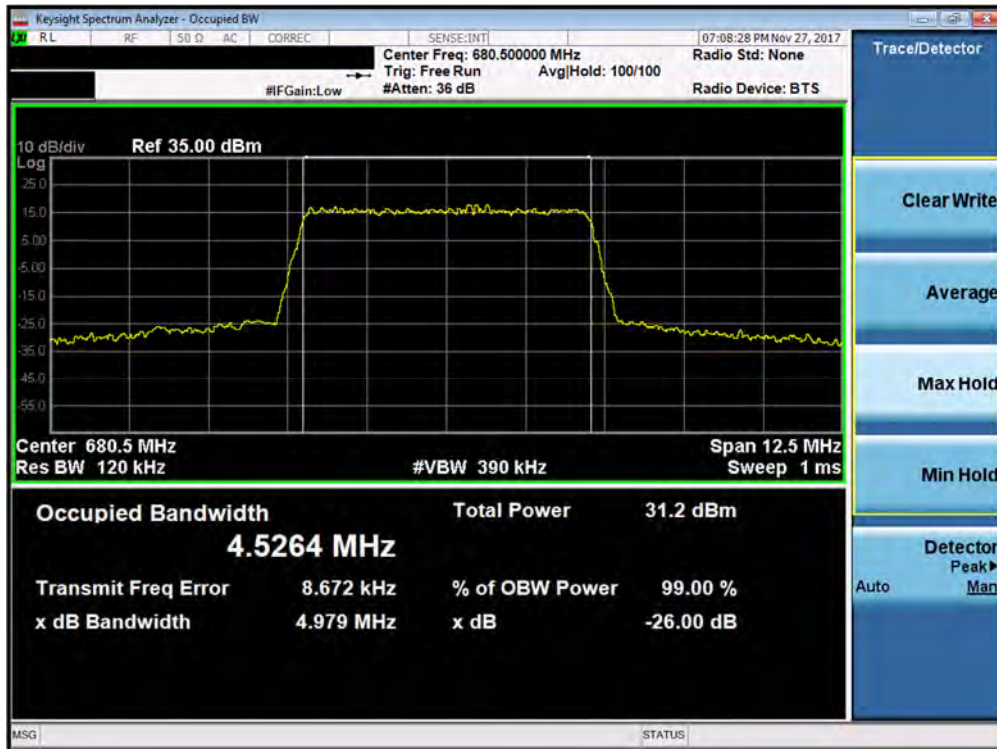 Keysight Spectrum Analyzer - Occupied BW
RL RF 50 Ω AC CORREC SENSE:INT 07:08:28 PM Nov 27, 2017
Center Freq: 680.500000 MHz Radio Std: None
Trig: Free Run Avg|Hold: 100/100
#IFGain:Low #Atten: 36 dB Radio Device: BTS
10 dB/div Ref 35.00 dBm
Log
25.0
15.0
5.00
-5.00
-15.0
-25.0
-35.0
-45.0
-55.0
Center 680.5 MHz Span 12.5 MHz
Res BW 120 kHz #VBW 390 kHz Sweep 1 ms
Occupied Bandwidth Total Power 31.2 dBm
4.5264 MHz
Transmit Freq Error 8.672 kHz % of OBW Power 99.00 %
x dB Bandwidth 4.979 MHz x dB -26.00 dB
MSG STATUS
Trace/Detector
Clear Write
Average
Max Hold
Min Hold
Detector
Peak▶
Auto Man